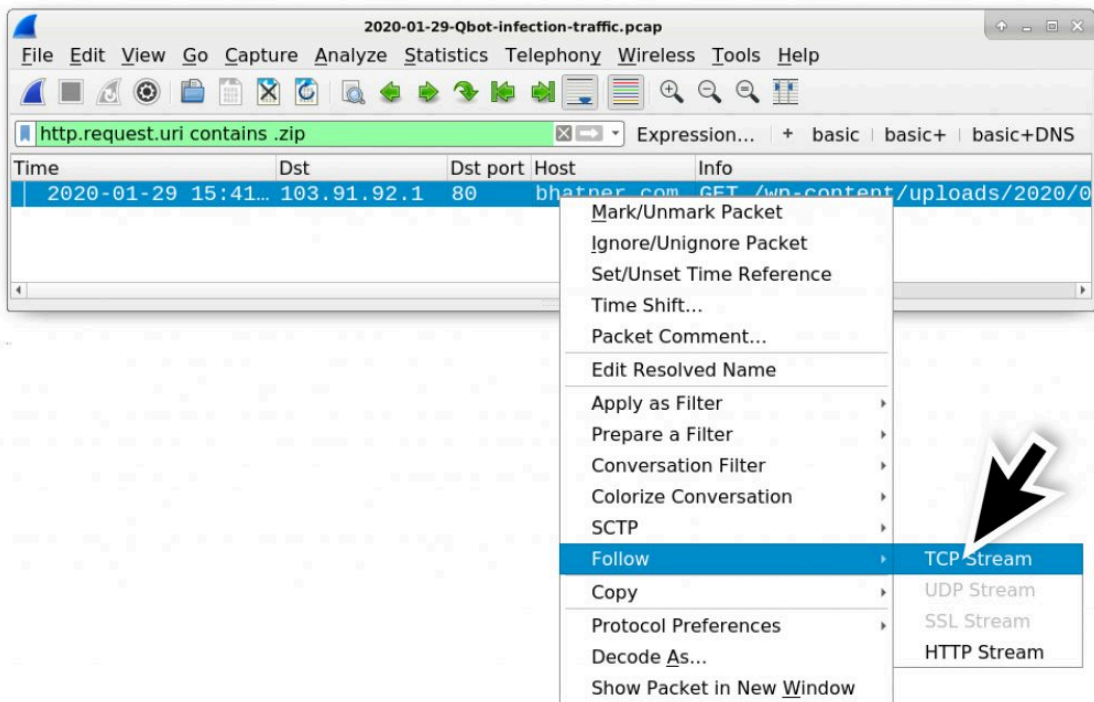 2020-01-29-Qbot-infection-traffic.pcap
File Edit View Go Capture Analyze Statistics Telephony Wireless Tools Help
http.request.uri contains .zip Expression... + basic basic+ basic+DNS
Time Dst Dst port Host Info
2020-01-29 15:41… 103.91.92.1 80 bhatner.com GET /wp-content/uploads/2020/0
Mark/Unmark Packet
Ignore/Unignore Packet
Set/Unset Time Reference
Time Shift...
Packet Comment...
Edit Resolved Name
Apply as Filter
Prepare a Filter
Conversation Filter
Colorize Conversation
SCTP
Follow TCP Stream
Copy UDP Stream
SSL Stream
Protocol Preferences
HTTP Stream
Decode As...
Show Packet in New Window